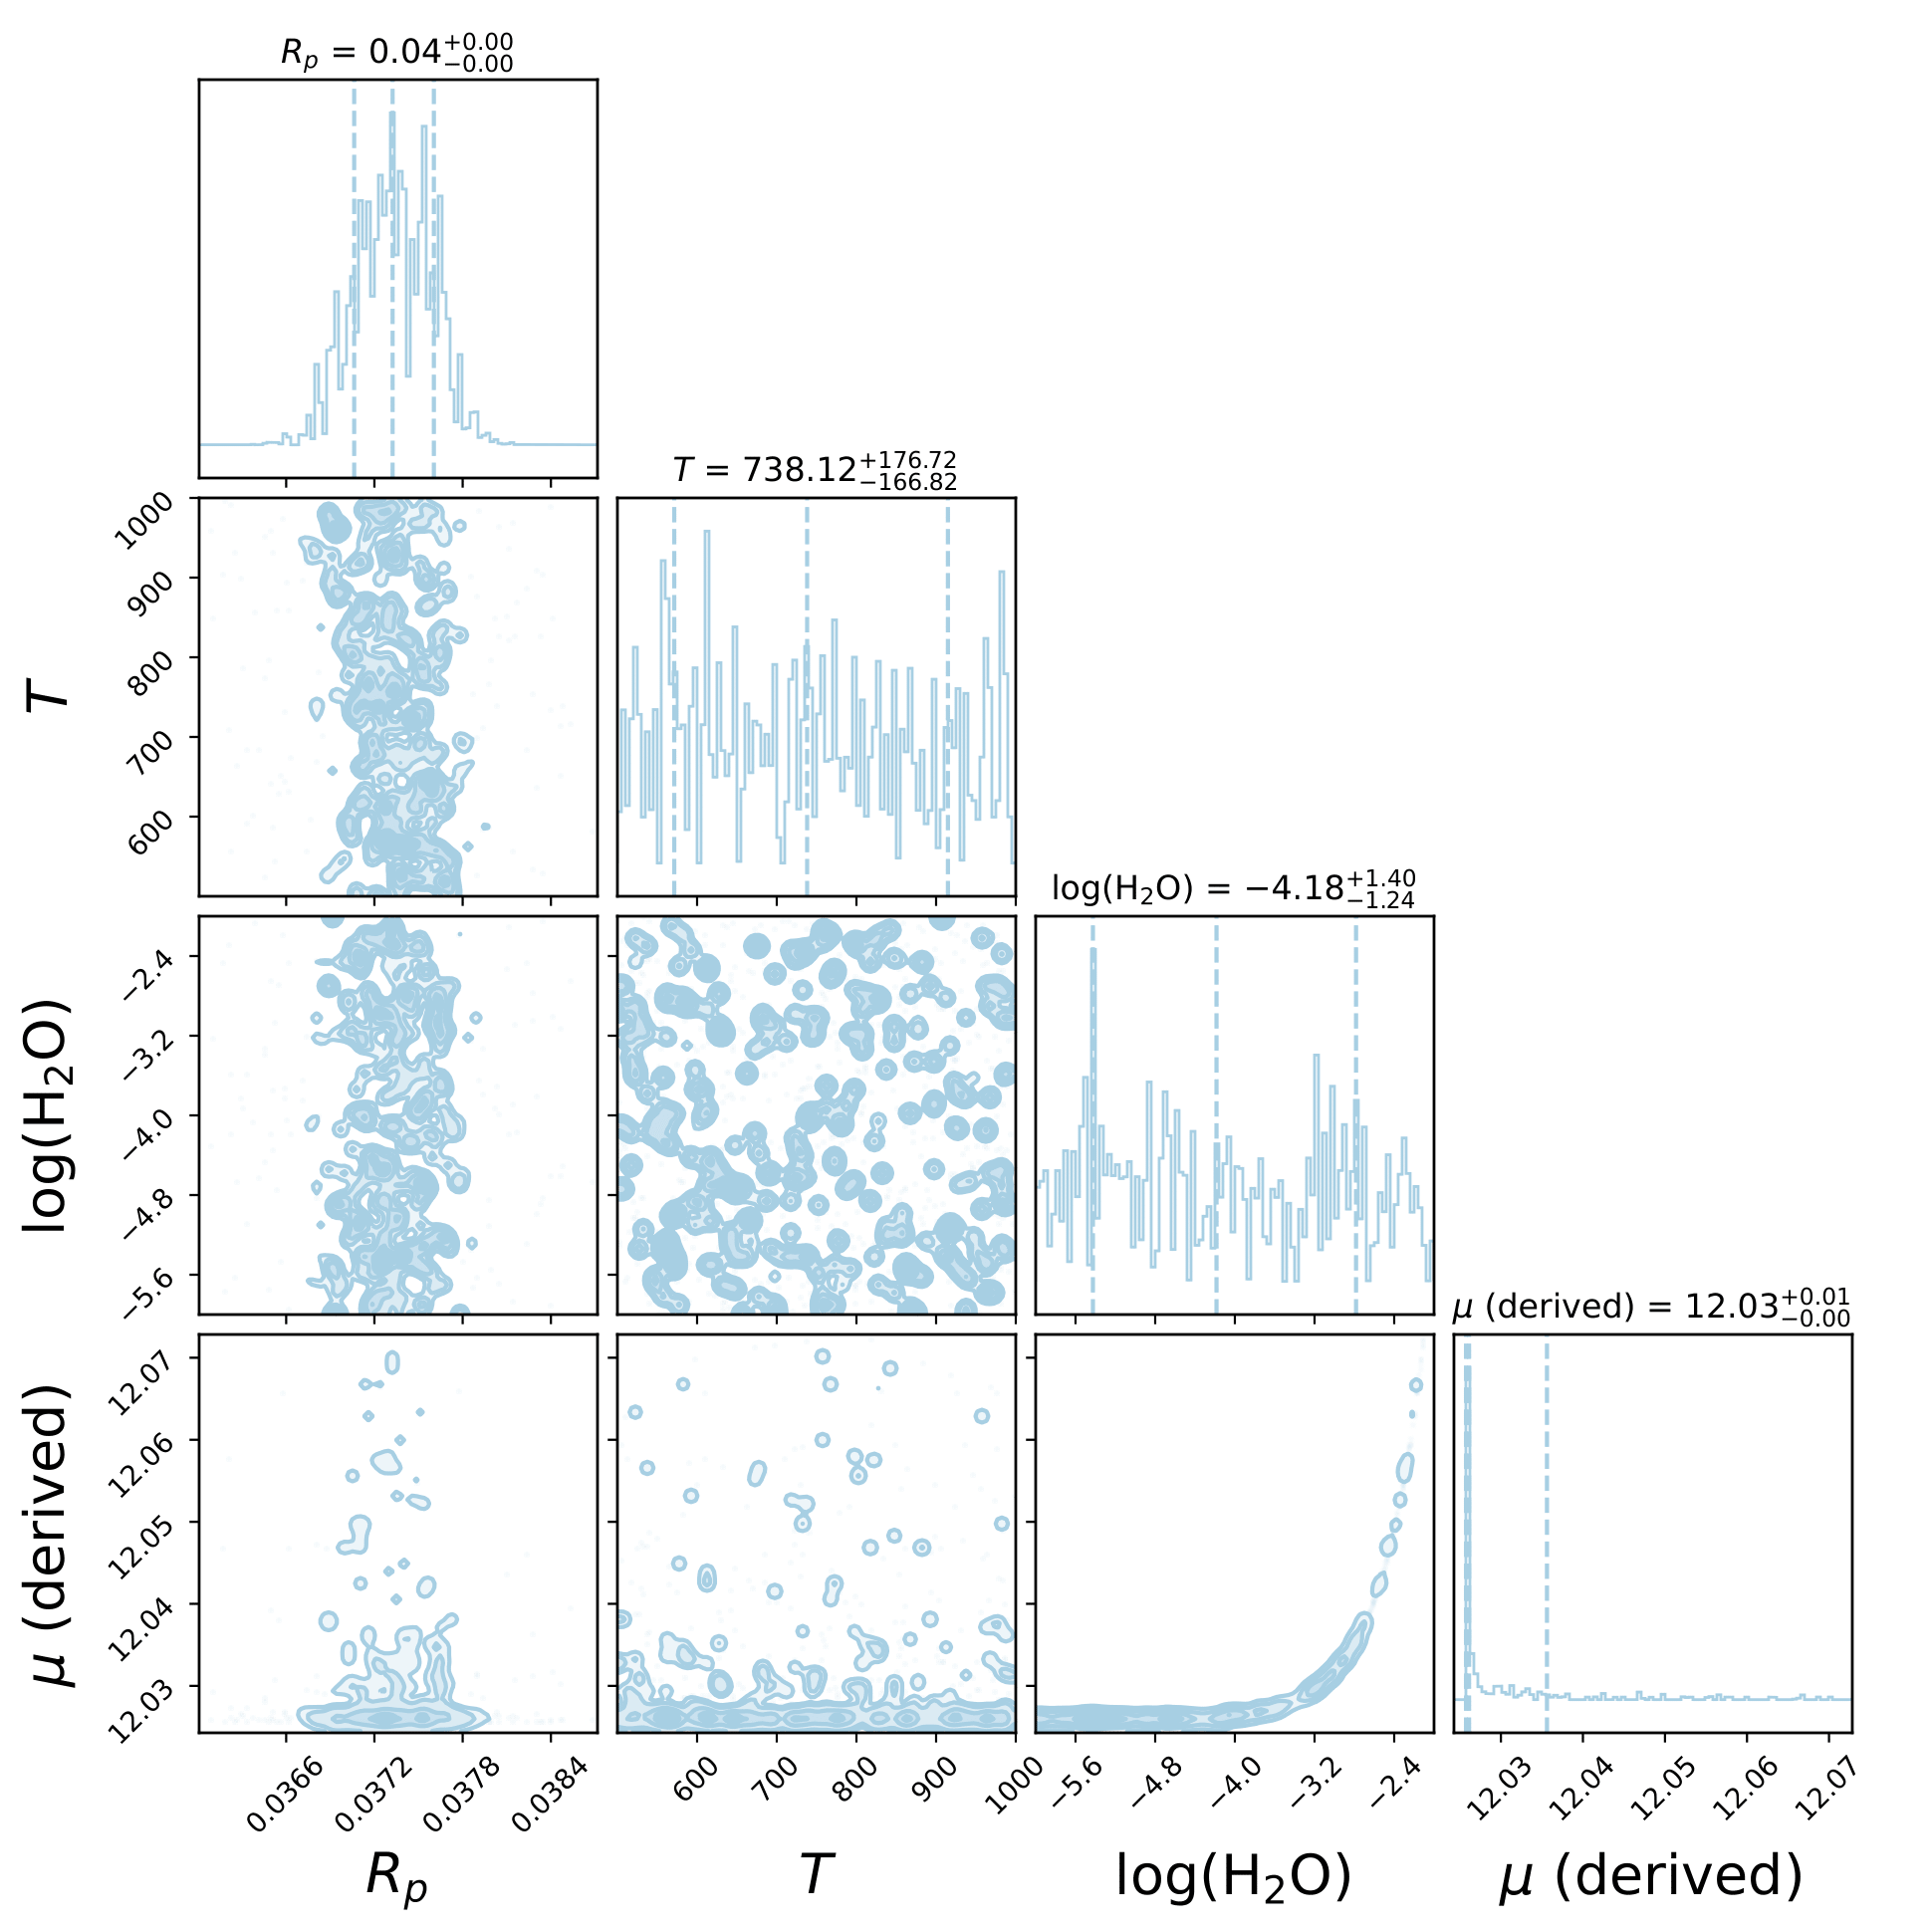 R_p = 0.04^{+0.00}_{−0.00}
T = 738.12^{+176.72}_{−166.82}
1000
900
800
700
600
T
log(H₂O) = −4.18^{+1.40}_{−1.24}
−2.4
−3.2
−4.0
−4.8
−5.6
log(H₂O)
μ (derived) = 12.03^{+0.01}_{−0.00}
12.07
12.06
12.05
12.04
12.03
μ (derived)
0.0366 0.0372 0.0378 0.0384
600 700 800 900 1000
−5.6 −4.8 −4.0 −3.2 −2.4
12.03 12.04 12.05 12.06 12.07
R_p T log(H₂O) μ (derived)